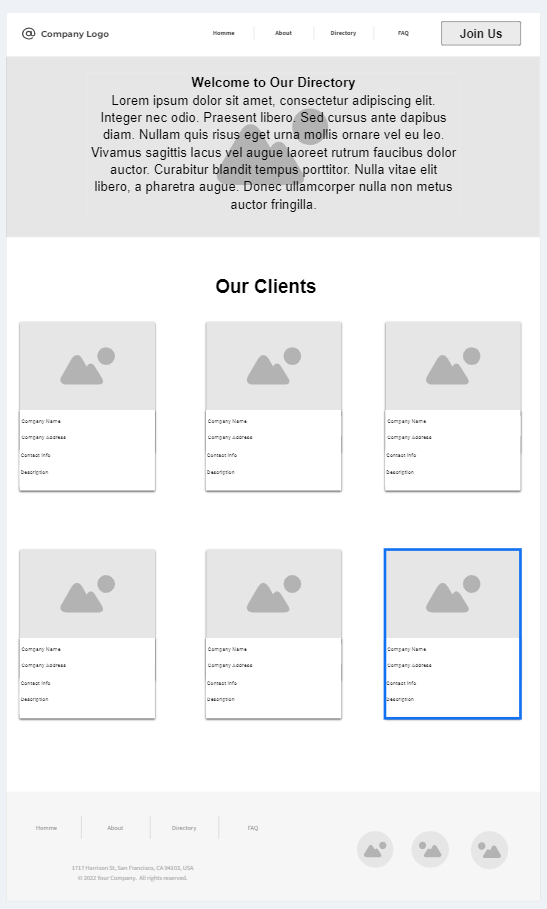 @ Company Logo
Homme
About
Directory
FAQ
Join Us
Welcome to Our Directory
Lorem ipsum dolor sit amet, consectetur adipiscing elit.
Integer nec odio. Praesent libero. Sed cursus ante dapibus
diam. Nullam quis risus eget urna mollis ornare vel eu leo.
Vivamus sagittis lacus vel augue laoreet rutrum faucibus dolor
auctor. Curabitur blandit tempus porttitor. Nulla vitae elit
libero, a pharetra augue. Donec ullamcorper nulla non metus
auctor fringilla.
Our Clients
Company Name
Company Address
Contact Info
Description
Company Name
Company Address
Contact Info
Description
Company Name
Company Address
Contact Info
Description
Company Name
Company Address
Contact Info
Description
Company Name
Company Address
Contact Info
Description
Company Name
Company Address
Contact Info
Description
Homme
About
Directory
FAQ
1717 Harrison St, San Francisco, CA 94103, USA
© 2022 Your Company. All rights reserved.